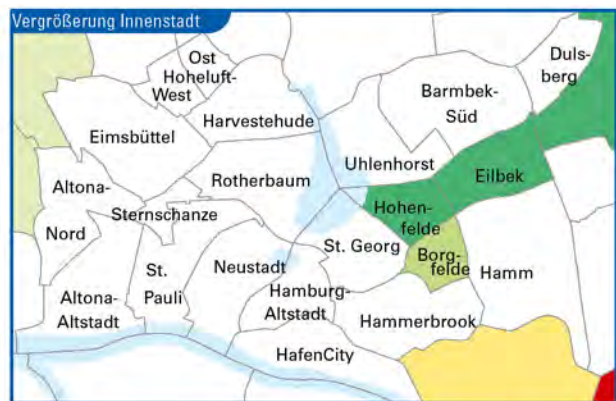 Vergrößerung Innenstadt
Ost
Hoheluft-
West
Duls-
berg
Barmbek-
Süd
Eimsbüttel
Harvestehude
Uhlenhorst
Eilbek
Altona-
Nord
Rotherbaum
Sternschanze
Hohen-
felde
St. Georg
Borg-
felde
Hamm
St.
Pauli
Neustadt
Altona-
Altstadt
Hamburg-
Altstadt
Hammerbrook
HafenCity